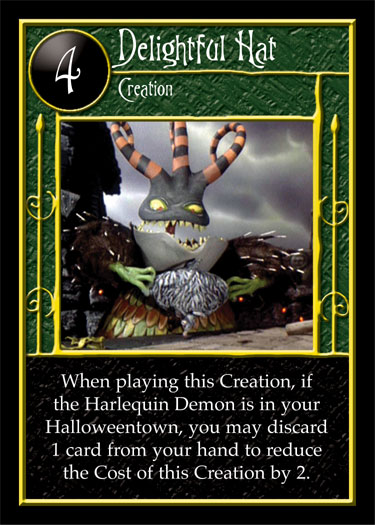 4
Delightful Hat
Creation
When playing this Creation, if
the Harlequin Demon is in your
Halloweentown, you may discard
1 card from your hand to reduce
the Cost of this Creation by 2.